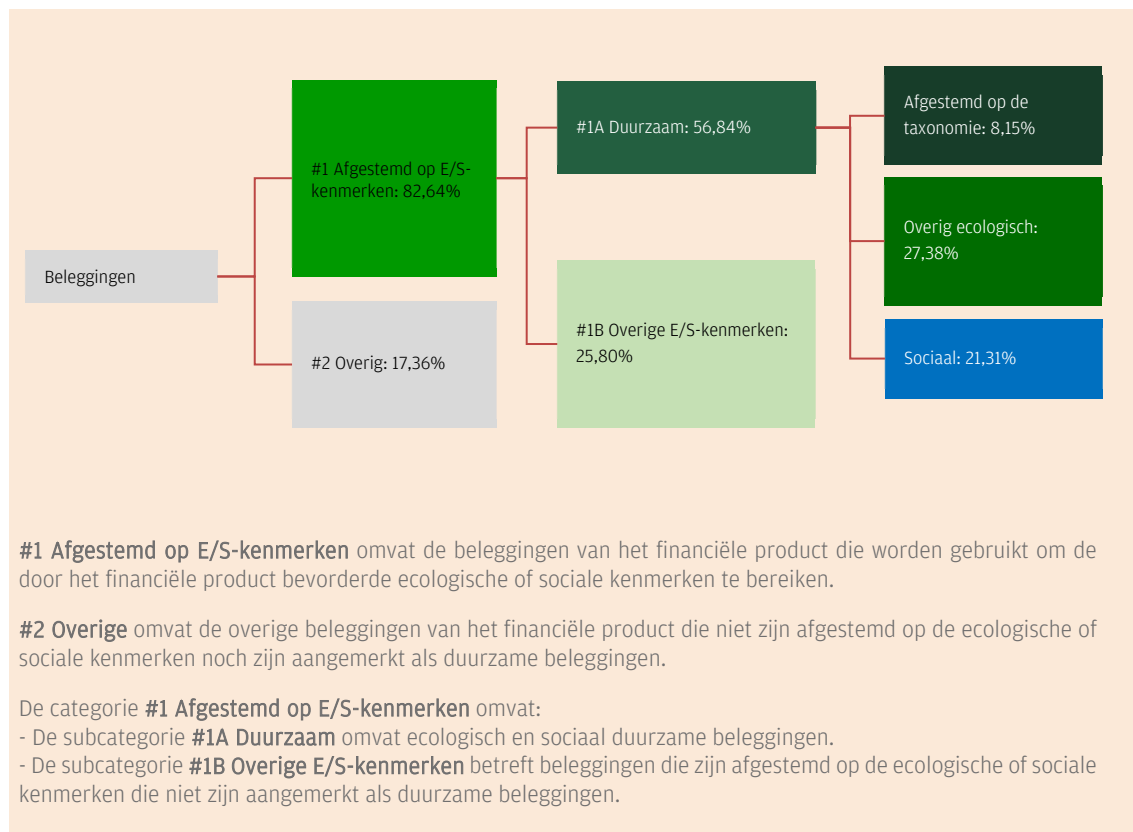 Beleggingen
#1 Afgestemd op E/S-
kenmerken: 82,64%
#2 Overig: 17,36%
#1A Duurzaam: 56,84%
#1B Overige E/S-kenmerken:
25,80%
Afgestemd op de
taxonomie: 8,15%
Overig ecologisch:
27,38%
Sociaal: 21,31%
#1 Afgestemd op E/S-kenmerken omvat de beleggingen van het financiële product die worden gebruikt om de
door het financiële product bevorderde ecologische of sociale kenmerken te bereiken.
#2 Overige omvat de overige beleggingen van het financiële product die niet zijn afgestemd op de ecologische of
sociale kenmerken noch zijn aangemerkt als duurzame beleggingen.
De categorie #1 Afgestemd op E/S-kenmerken omvat:
- De subcategorie #1A Duurzaam omvat ecologisch en sociaal duurzame beleggingen.
- De subcategorie #1B Overige E/S-kenmerken betreft beleggingen die zijn afgestemd op de ecologische of sociale
kenmerken die niet zijn aangemerkt als duurzame beleggingen.